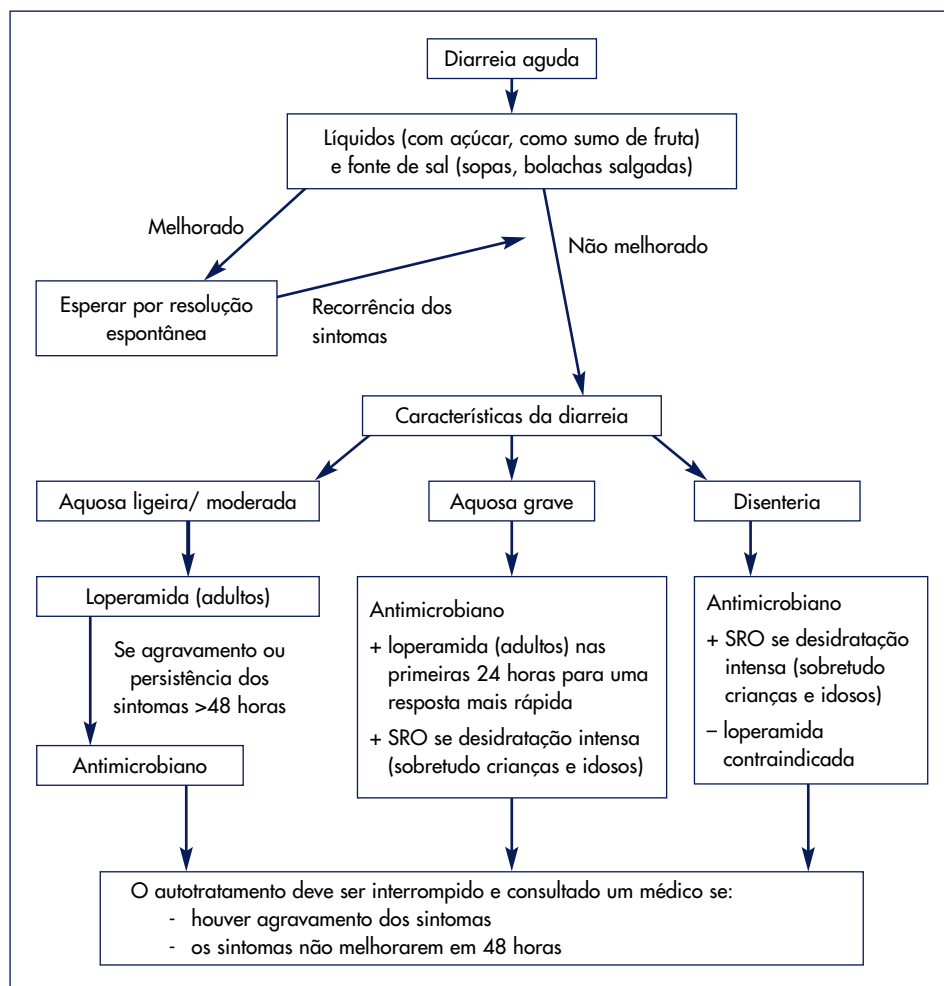 Diarreia aguda
Líquidos (com açúcar, como sumo de fruta)
e fonte de sal (sopas, bolachas salgadas)
Melhorado
Não melhorado
Esperar por resolução
espontânea
Recorrência dos
sintomas
Características da diarreia
Aquosa ligeira/ moderada
Aquosa grave
Disenteria
Loperamida (adultos)
Se agravamento ou
persistência dos
sintomas >48 horas
Antimicrobiano
Antimicrobiano
+ loperamida (adultos) nas
primeiras 24 horas para uma
resposta mais rápida
+ SRO se desidratação intensa
(sobretudo crianças e idosos)
Antimicrobiano
+ SRO se desidratação
intensa (sobretudo
crianças e idosos)
– loperamida
contraindicada
O autotratamento deve ser interrompido e consultado um médico se:
- houver agravamento dos sintomas
- os sintomas não melhorarem em 48 horas